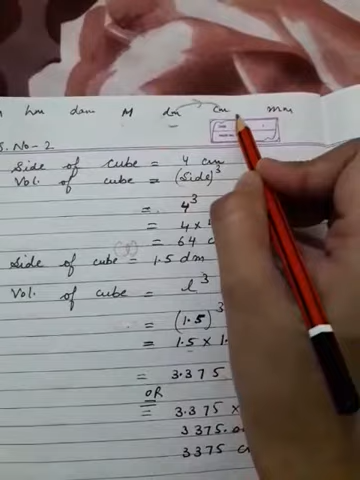 hm dam M dm cm mm
S. No-2
Side of cube = 4 cm
Vol. of cube = (Side)³
= 4³
= 4 ×
= 64 c
Side of cube = 1.5 dm
Vol. of cube = l³
= (1.5)³
= 1.5 × 1.
= 3.375
OR
= 3.375 ×
3375.0
3375 c